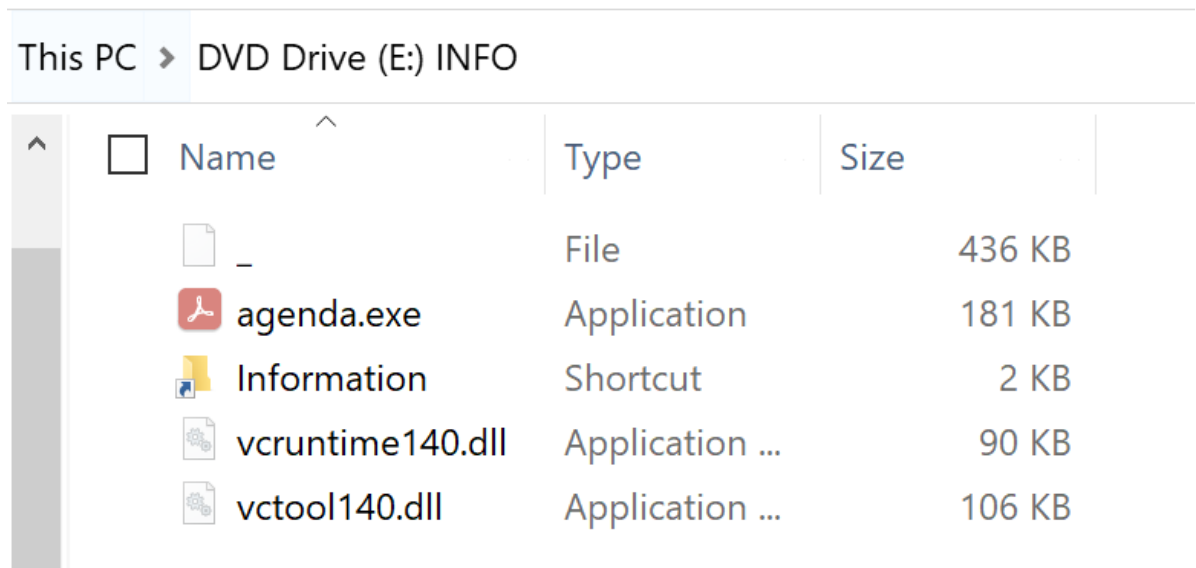 This PC > DVD Drive (E:) INFO
Name Type Size
_ File 436 KB
agenda.exe Application 181 KB
Information Shortcut 2 KB
vcruntime140.dll Application ... 90 KB
vctool140.dll Application ... 106 KB